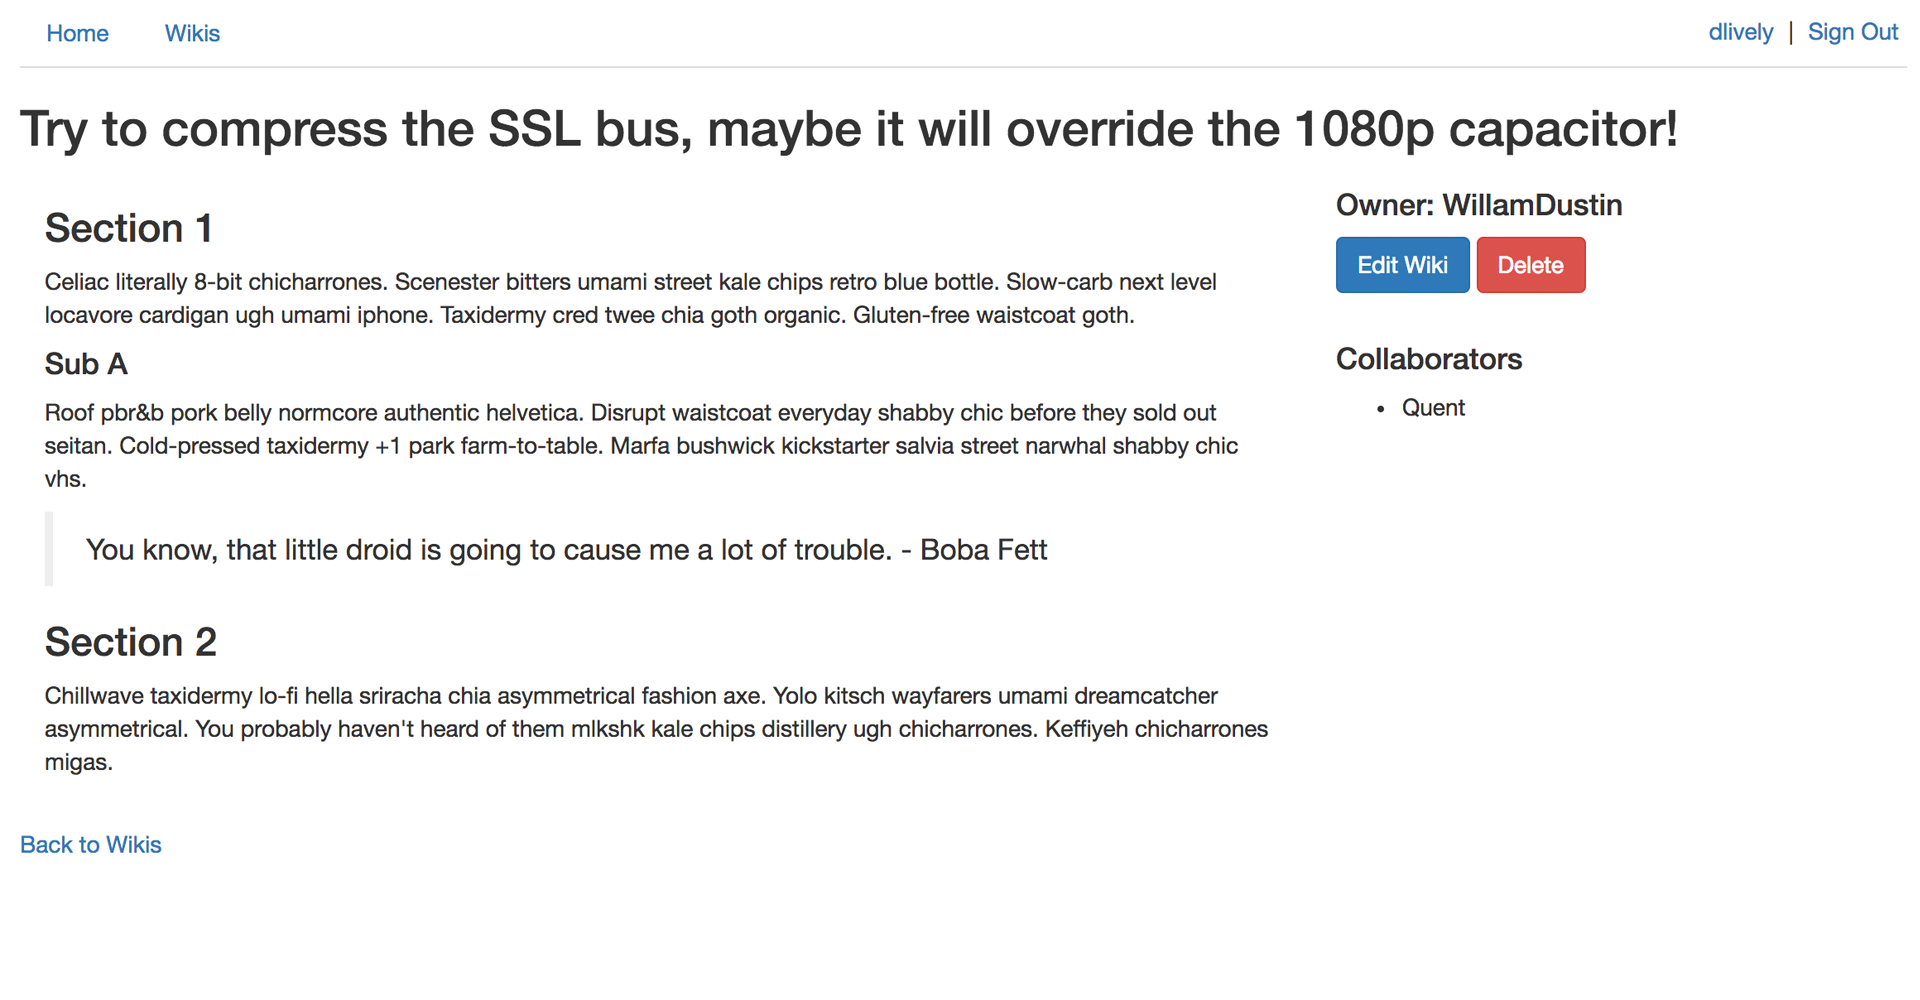 Home Wikis dlively | Sign Out
Try to compress the SSL bus, maybe it will override the 1080p capacitor!
Section 1
Celiac literally 8-bit chicharrones. Scenester bitters umami street kale chips retro blue bottle. Slow-carb next level
locavore cardigan ugh umami iphone. Taxidermy cred twee chia goth organic. Gluten-free waistcoat goth.
Sub A
Roof pbr&b pork belly normcore authentic helvetica. Disrupt waistcoat everyday shabby chic before they sold out
seitan. Cold-pressed taxidermy +1 park farm-to-table. Marfa bushwick kickstarter salvia street narwhal shabby chic
vhs.
You know, that little droid is going to cause me a lot of trouble. - Boba Fett
Section 2
Chillwave taxidermy lo-fi hella sriracha chia asymmetrical fashion axe. Yolo kitsch wayfarers umami dreamcatcher
asymmetrical. You probably haven't heard of them mlkshk kale chips distillery ugh chicharrones. Keffiyeh chicharrones
migas.
Owner: WillamDustin
Edit Wiki Delete
Collaborators
• Quent
Back to Wikis